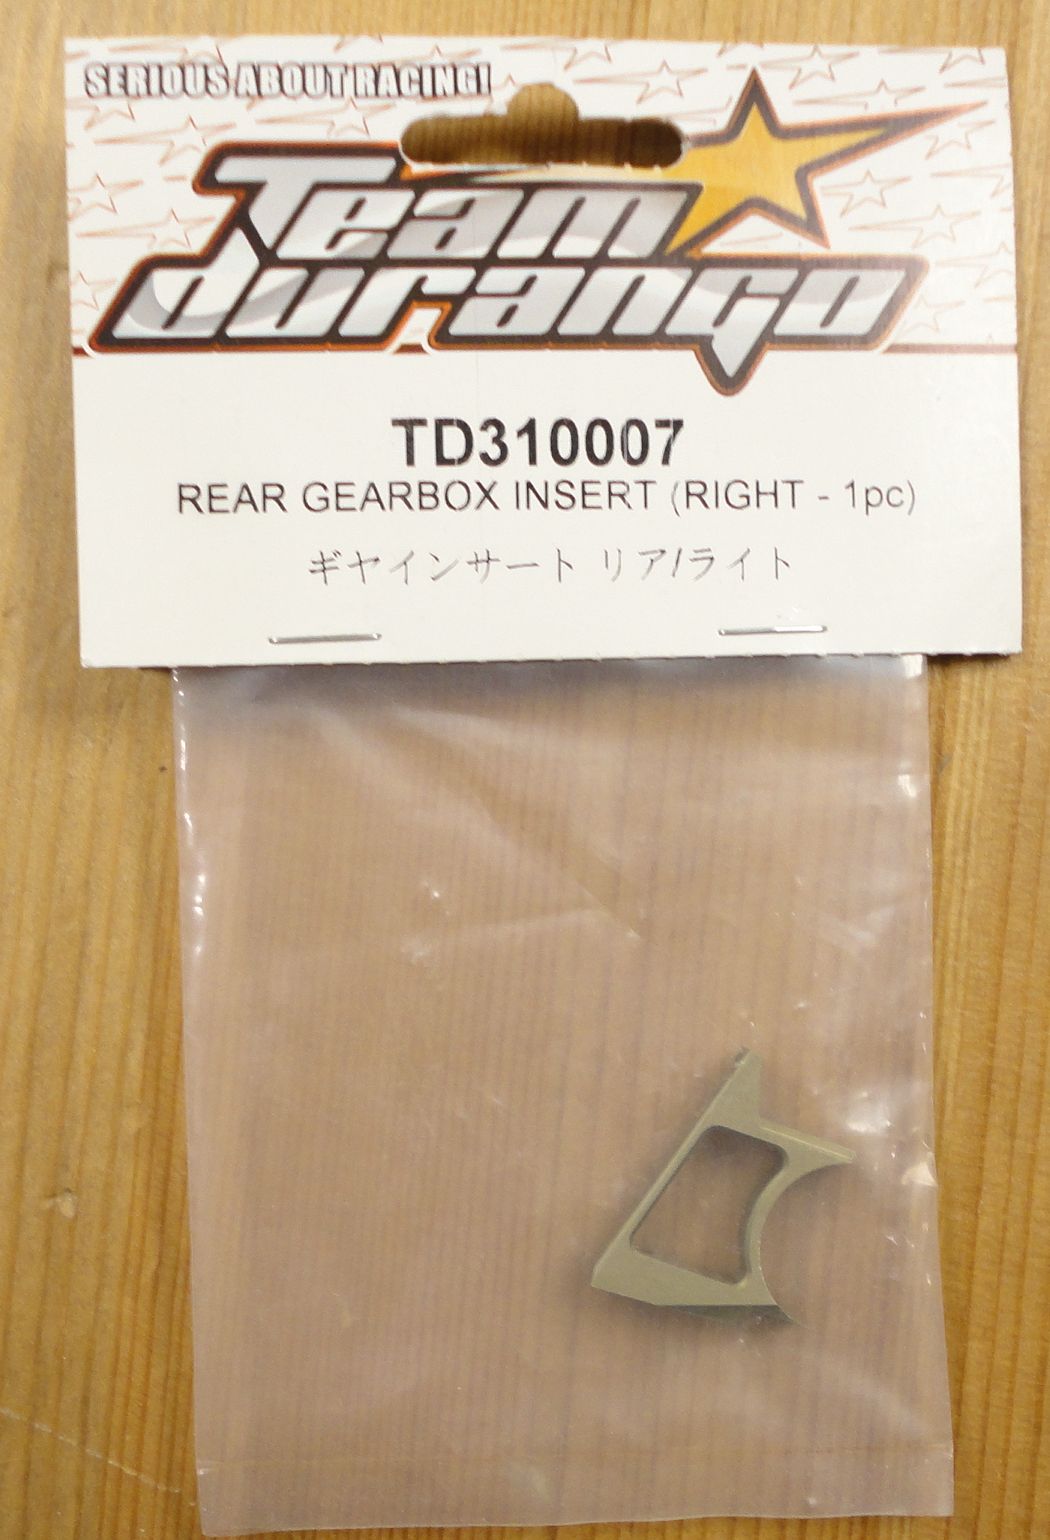 SERIOUS ABOUT RACING!
Team
durango
TD310007
REAR GEARBOX INSERT (RIGHT - 1pc)
ギヤインサート リア/ライト